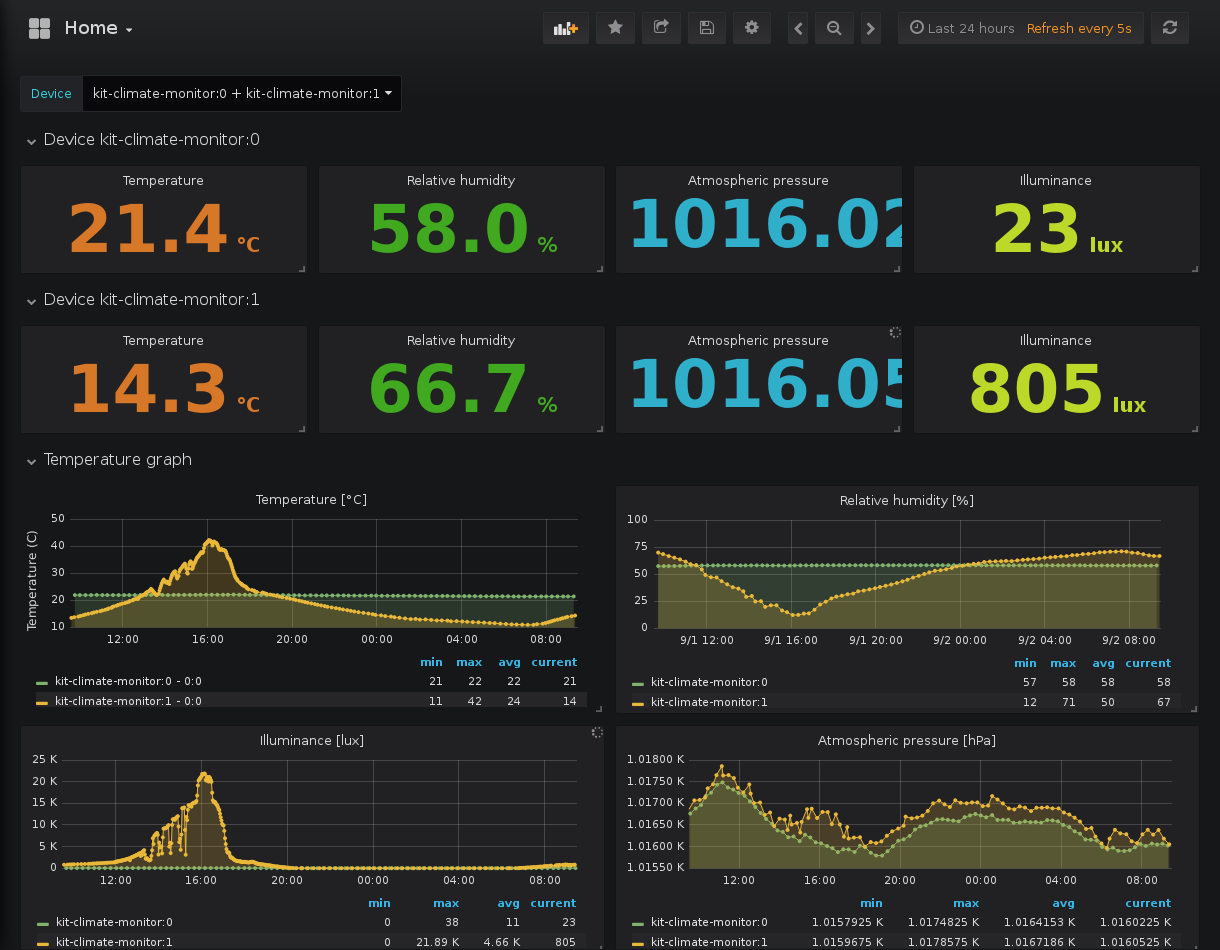 Home
Last 24 hours Refresh every 5s
Device kit-climate-monitor:0 + kit-climate-monitor:1
Device kit-climate-monitor:0
Temperature Relative humidity Atmospheric pressure Illuminance
21.4 °C 58.0 % 1016.02 23 lux
Device kit-climate-monitor:1
Temperature Relative humidity Atmospheric pressure Illuminance
14.3 °C 66.7 % 1016.05 805 lux
Temperature graph
Temperature [°C]
Temperature (C)
50
40
30
20
10
12:00 16:00 20:00 00:00 04:00 08:00
min max avg current
kit-climate-monitor:0 - 0:0 21 22 22 21
kit-climate-monitor:1 - 0:0 11 42 24 14
Relative humidity [%]
100
75
50
25
0
9/1 12:00 9/1 16:00 9/1 20:00 9/2 00:00 9/2 04:00 9/2 08:00
min max avg current
kit-climate-monitor:0 57 58 58 58
kit-climate-monitor:1 12 71 50 67
Illuminance [lux]
25 K
20 K
15 K
10 K
5 K
0
12:00 16:00 20:00 00:00 04:00 08:00
min max avg current
kit-climate-monitor:0 0 38 11 23
kit-climate-monitor:1 0 21.89 K 4.66 K 805
Atmospheric pressure [hPa]
1.01800 K
1.01750 K
1.01700 K
1.01650 K
1.01600 K
1.01550 K
12:00 16:00 20:00 00:00 04:00 08:00
min max avg current
kit-climate-monitor:0 1.0157925 K 1.0174825 K 1.0164153 K 1.0160225 K
kit-climate-monitor:1 1.0159675 K 1.0178575 K 1.0167186 K 1.0160525 K